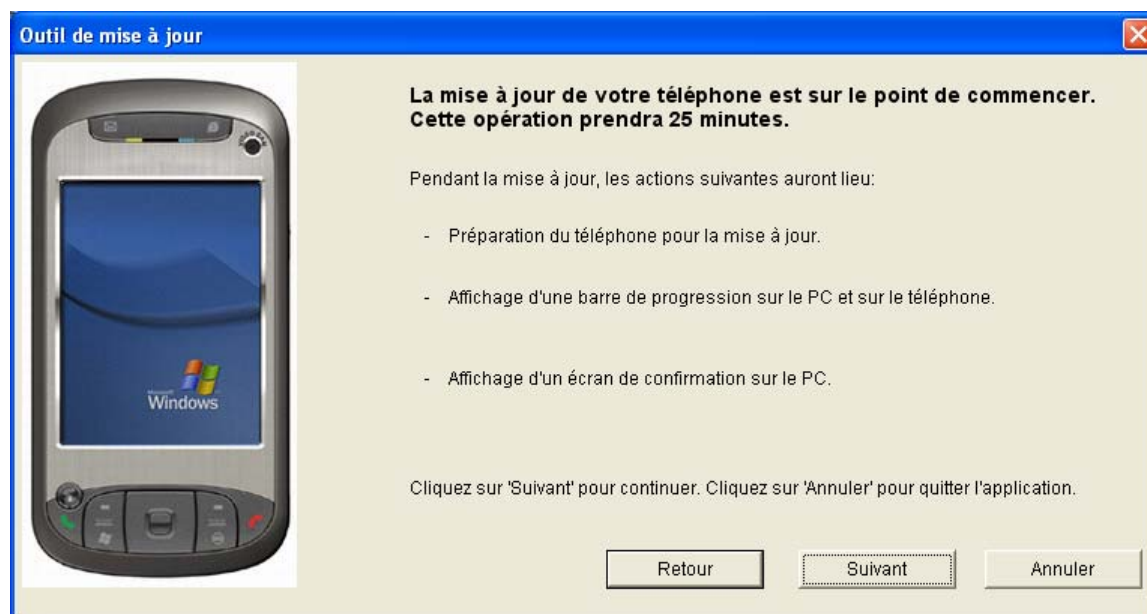 Outil de mise à jour
La mise à jour de votre téléphone est sur le point de commencer.
Cette opération prendra 25 minutes.
Pendant la mise à jour, les actions suivantes auront lieu:
- Préparation du téléphone pour la mise à jour.
- Affichage d'une barre de progression sur le PC et sur le téléphone.
- Affichage d'un écran de confirmation sur le PC.
Cliquez sur 'Suivant' pour continuer. Cliquez sur 'Annuler' pour quitter l'application.
Retour
Suivant
Annuler
Windows